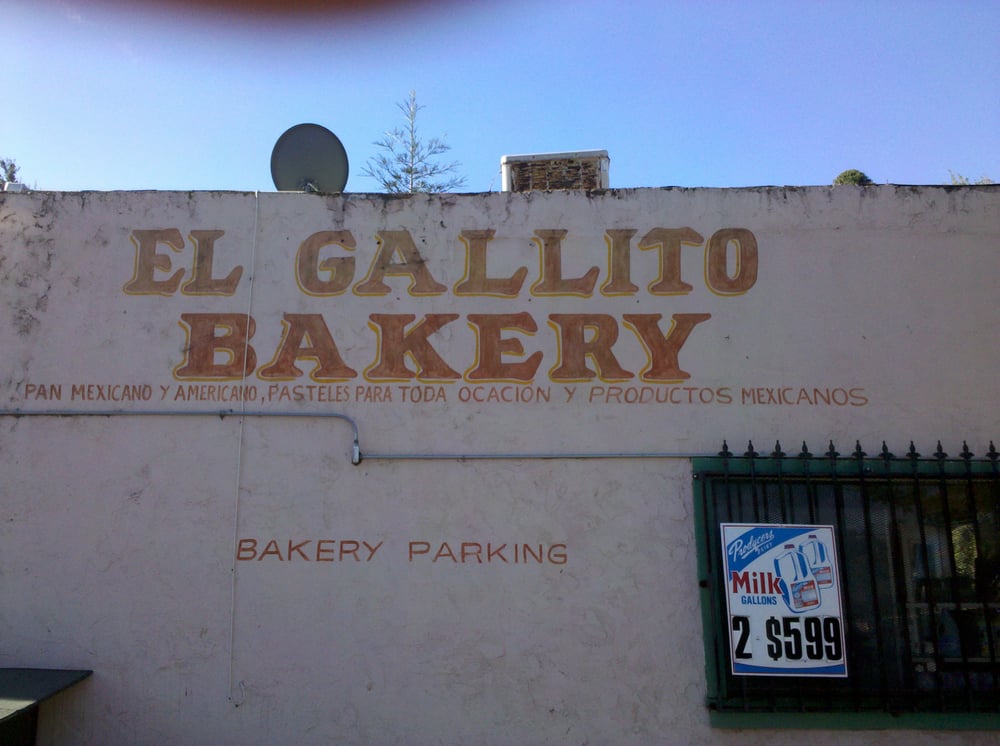 EL GALLITO
BAKERY
PAN MEXICANO Y AMERICANO, PASTELES PARA TODA OCACION Y PRODUCTOS MEXICANOS
BAKERY PARKING
Producers
DAIRY
Milk
GALLONS
2 $599